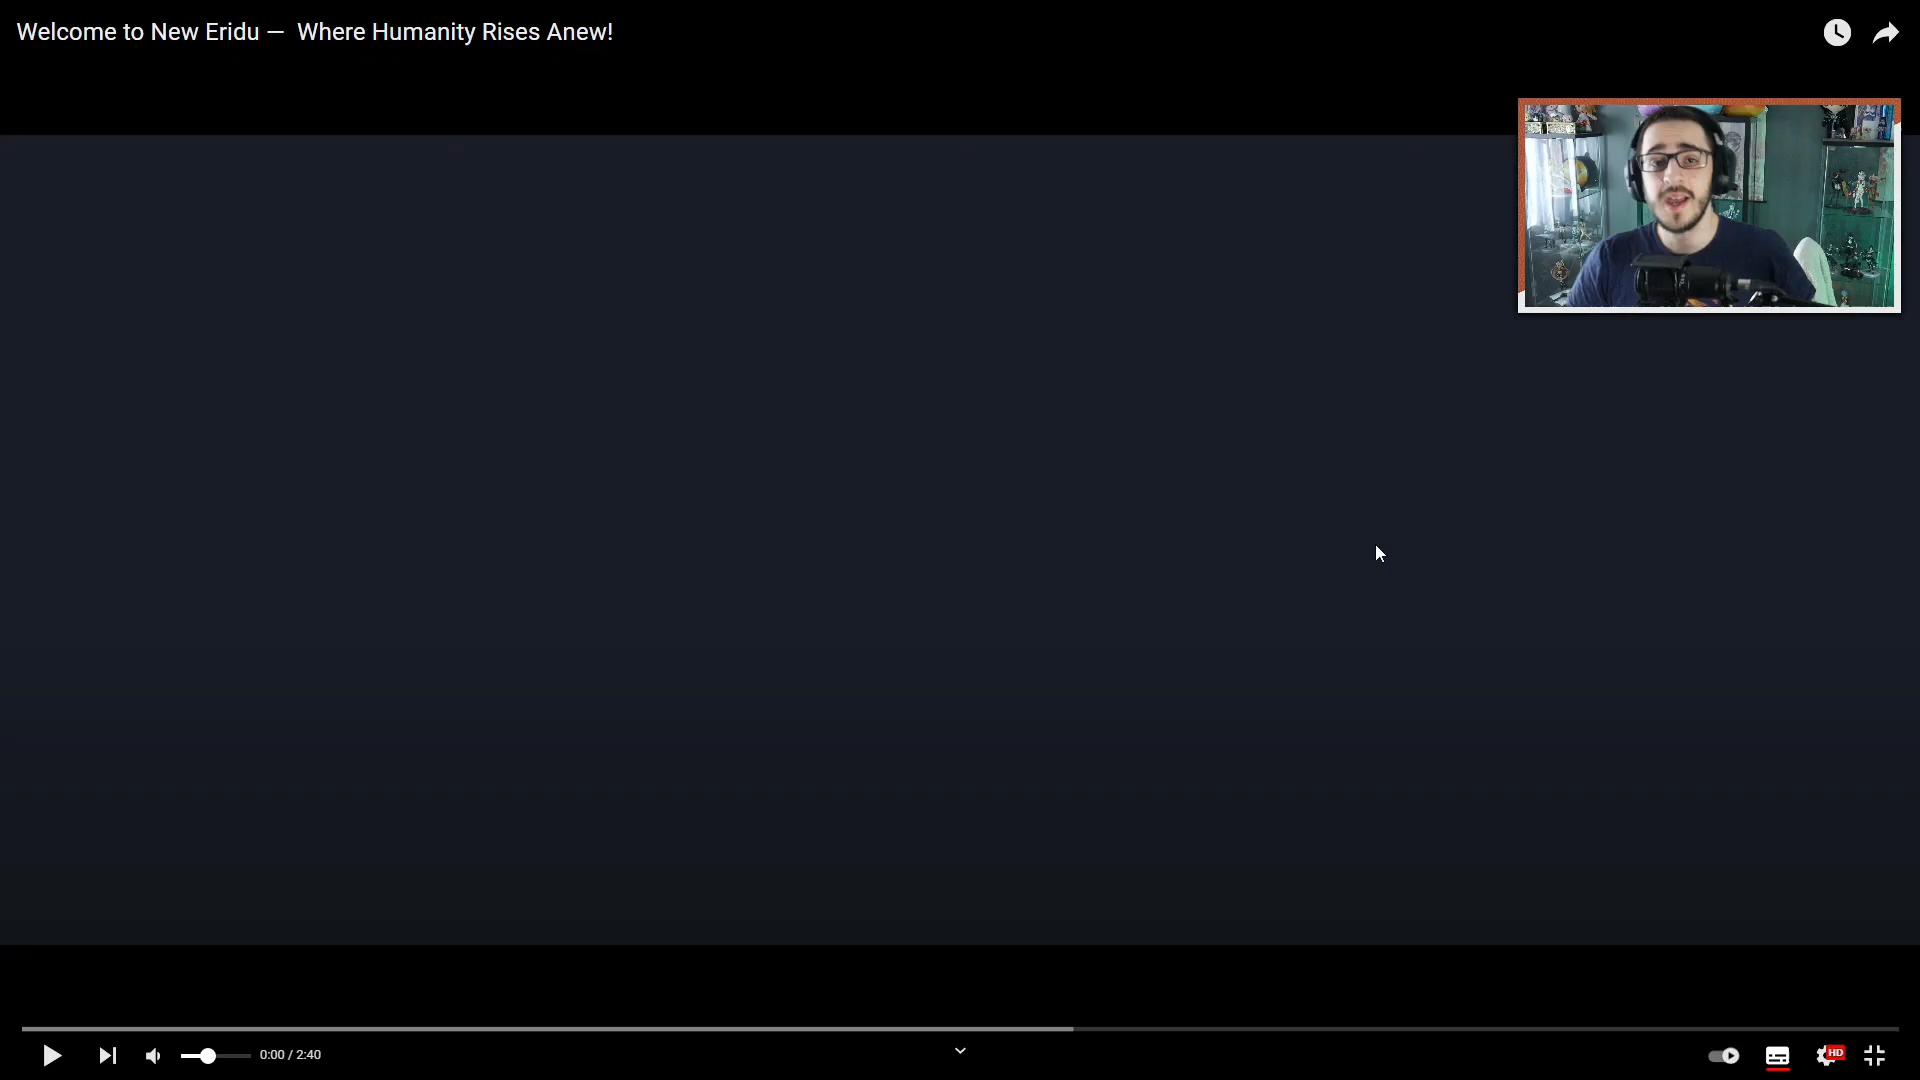 Welcome to New Eridu — Where Humanity Rises Anew!
0:00 / 2:40
HD